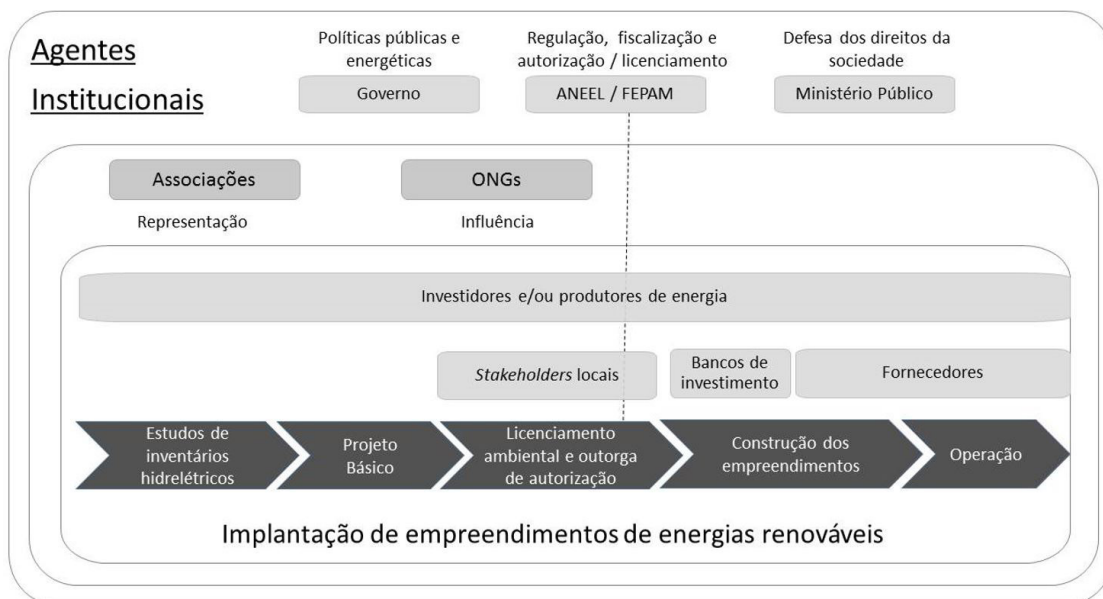 Agentes
Institucionais
Políticas públicas e
energéticas
Governo
Regulação, fiscalização e
autorização / licenciamento
ANEEL / FEPAM
Defesa dos direitos da
sociedade
Ministério Público
Associações
Representação
ONGs
Influência
Investidores e/ou produtores de energia
Stakeholders locais
Bancos de
investimento
Fornecedores
Estudos de
inventários
hidrelétricos
Projeto
Básico
Licenciamento
ambiental e outorga
de autorização
Construção dos
empreendimentos
Operação
Implantação de empreendimentos de energias renováveis